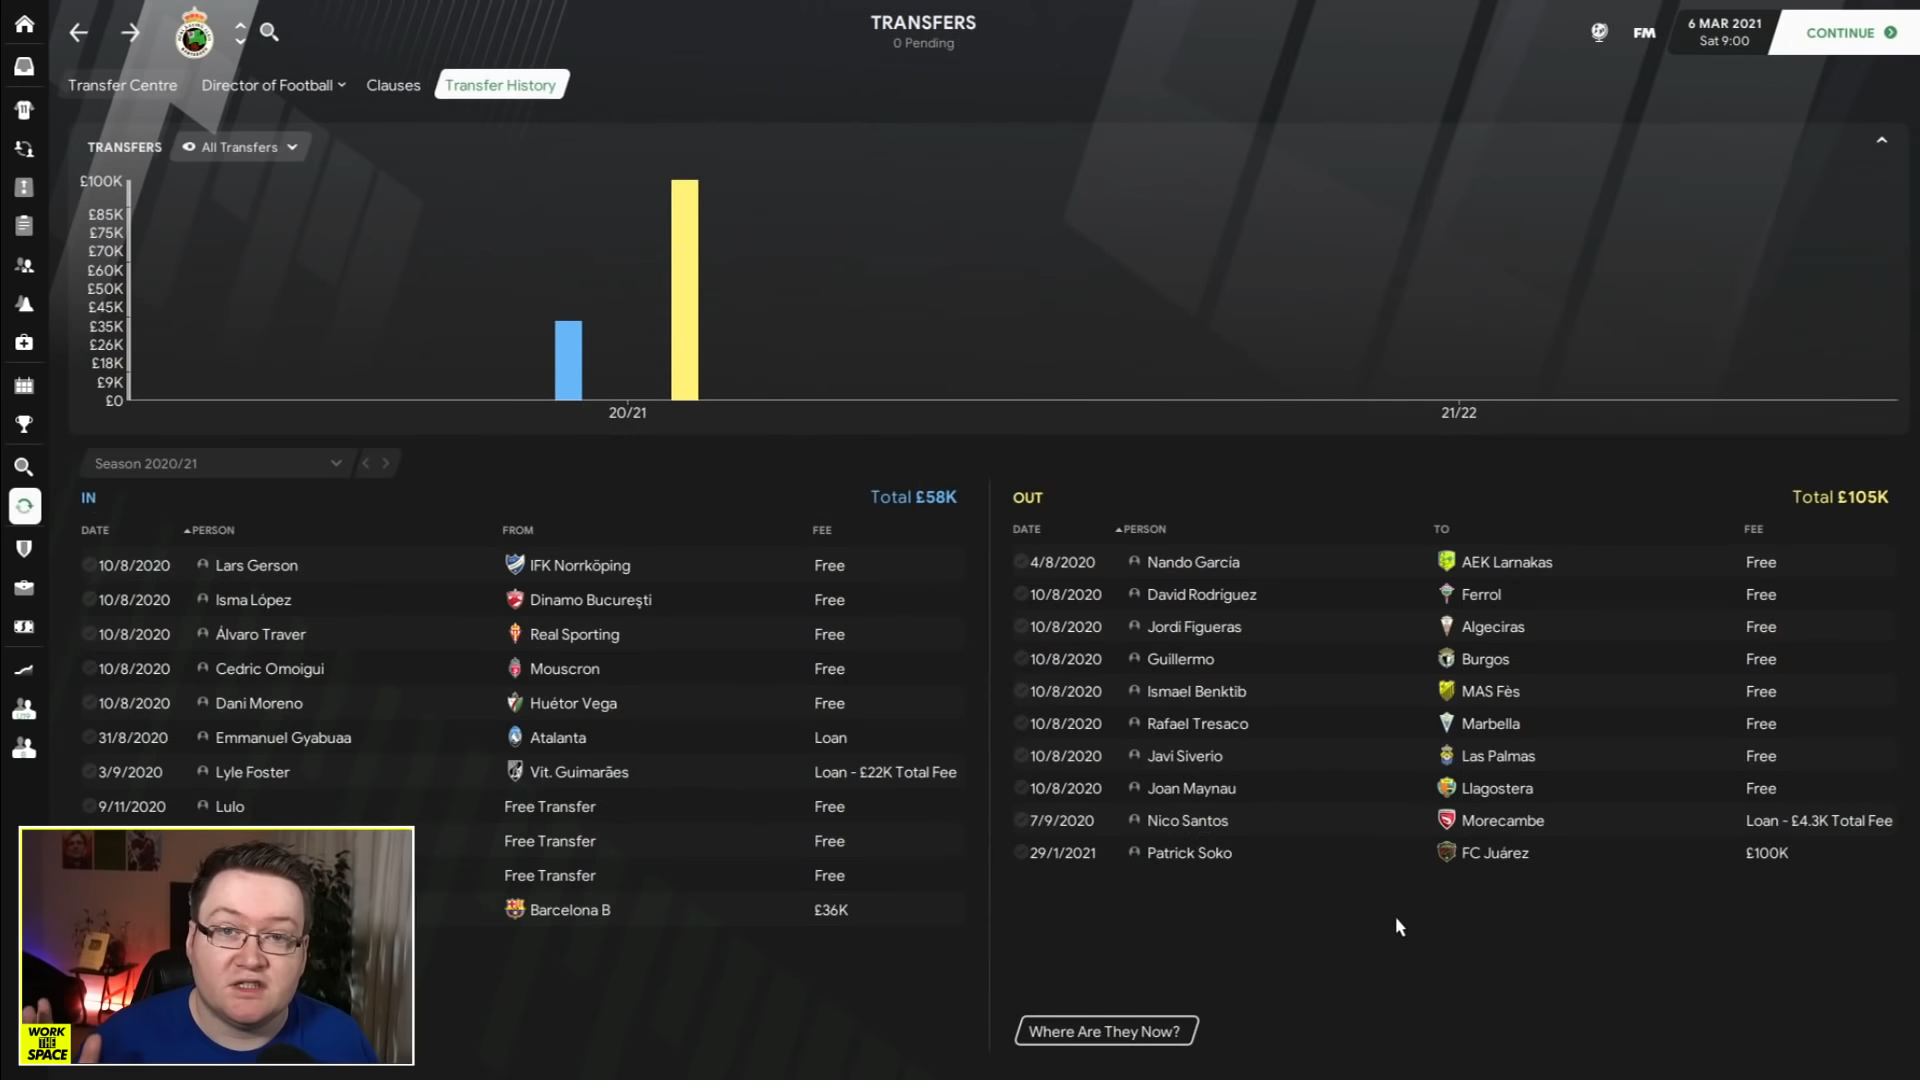 TRANSFERS
0 Pending
FM
6 MAR 2021
Sat 9:00
CONTINUE
Transfer Centre
Director of Football
Clauses
Transfer History
TRANSFERS
All Transfers
£100K
£85K
£75K
£70K
£60K
£50K
£45K
£35K
£26K
£18K
£9K
£0
20/21
21/22
Season 2020/21
IN
Total £58K
DATE PERSON FROM FEE
10/8/2020 Lars Gerson IFK Norrköping Free
10/8/2020 Isma López Dinamo Bucureşti Free
10/8/2020 Álvaro Traver Real Sporting Free
10/8/2020 Cedric Omoigui Mouscron Free
10/8/2020 Dani Moreno Huétor Vega Free
31/8/2020 Emmanuel Gyabuaa Atalanta Loan
3/9/2020 Lyle Foster Vit. Guimarães Loan - £22K Total Fee
9/11/2020 Lulo Free Transfer Free
Free Transfer Free
Free Transfer Free
Barcelona B £36K
OUT
Total £105K
DATE PERSON TO FEE
4/8/2020 Nando García AEK Larnakas Free
10/8/2020 David Rodríguez Ferrol Free
10/8/2020 Jordi Figueras Algeciras Free
10/8/2020 Guillermo Burgos Free
10/8/2020 Ismael Benktib MAS Fès Free
10/8/2020 Rafael Tresaco Marbella Free
10/8/2020 Javi Siverio Las Palmas Free
10/8/2020 Joan Maynau Llagostera Free
7/9/2020 Nico Santos Morecambe Loan - £4.3K Total Fee
29/1/2021 Patrick Soko FC Juárez £100K
Where Are They Now?
WORK
THE
SPACE